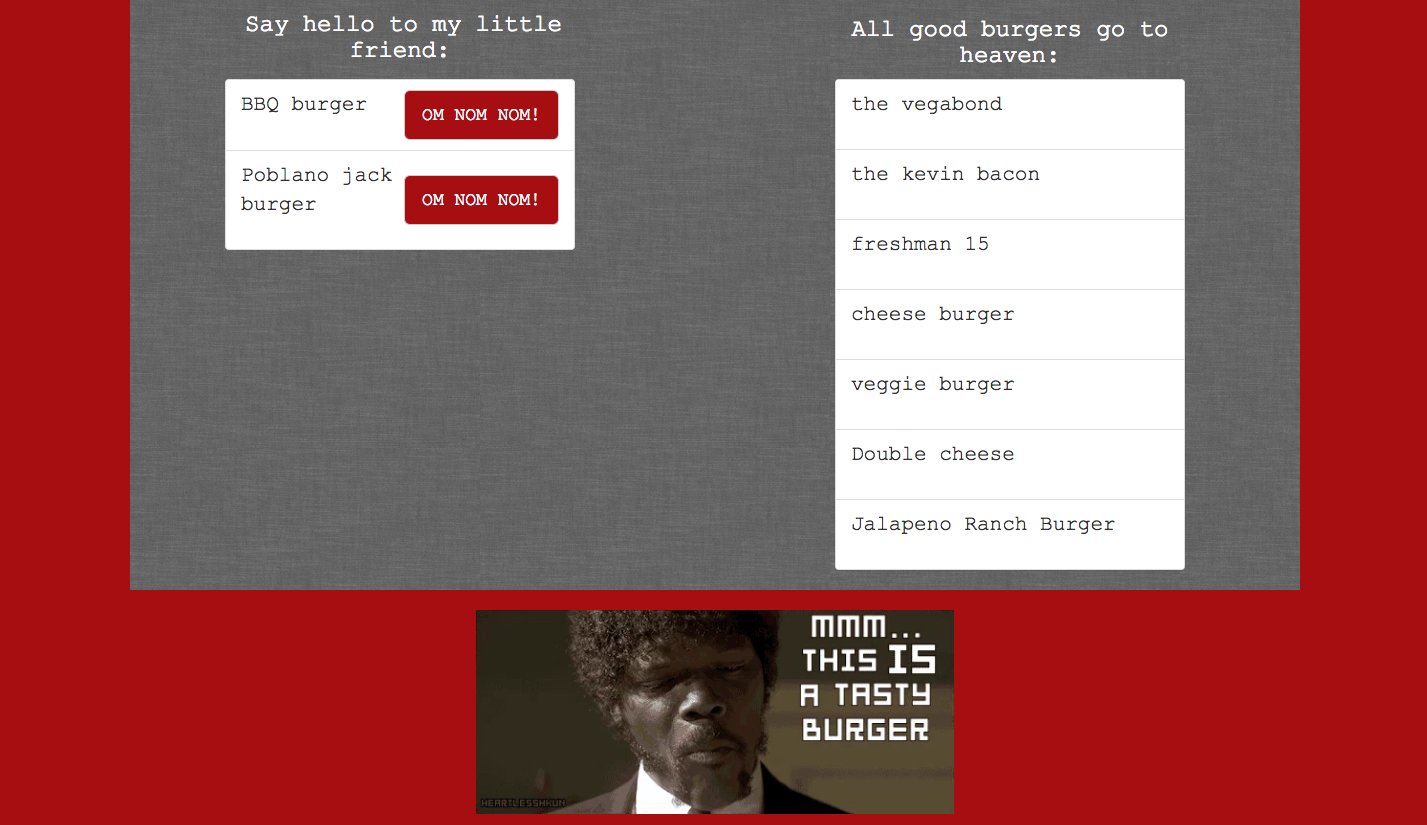 Say hello to my little
friend:
BBQ burger
OM NOM NOM!
Poblano jack
burger
OM NOM NOM!
All good burgers go to
heaven:
the vegabond
the kevin bacon
freshman 15
cheese burger
veggie burger
Double cheese
Jalapeno Ranch Burger
MMM...
THIS IS
A TASTY
BURGER
HEARTLESSHKUN